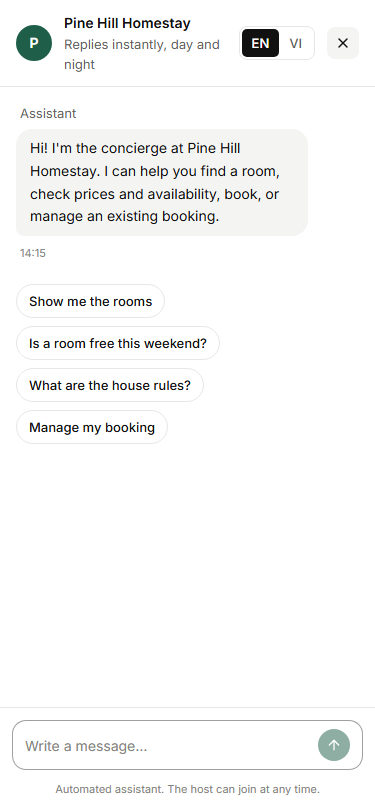 P
Pine Hill Homestay
Replies instantly, day and
night
EN
VI
Assistant
Hi! I'm the concierge at Pine Hill
Homestay. I can help you find a room,
check prices and availability, book, or
manage an existing booking.
14:15
Show me the rooms
Is a room free this weekend?
What are the house rules?
Manage my booking
Write a message...
Automated assistant. The host can join at any time.